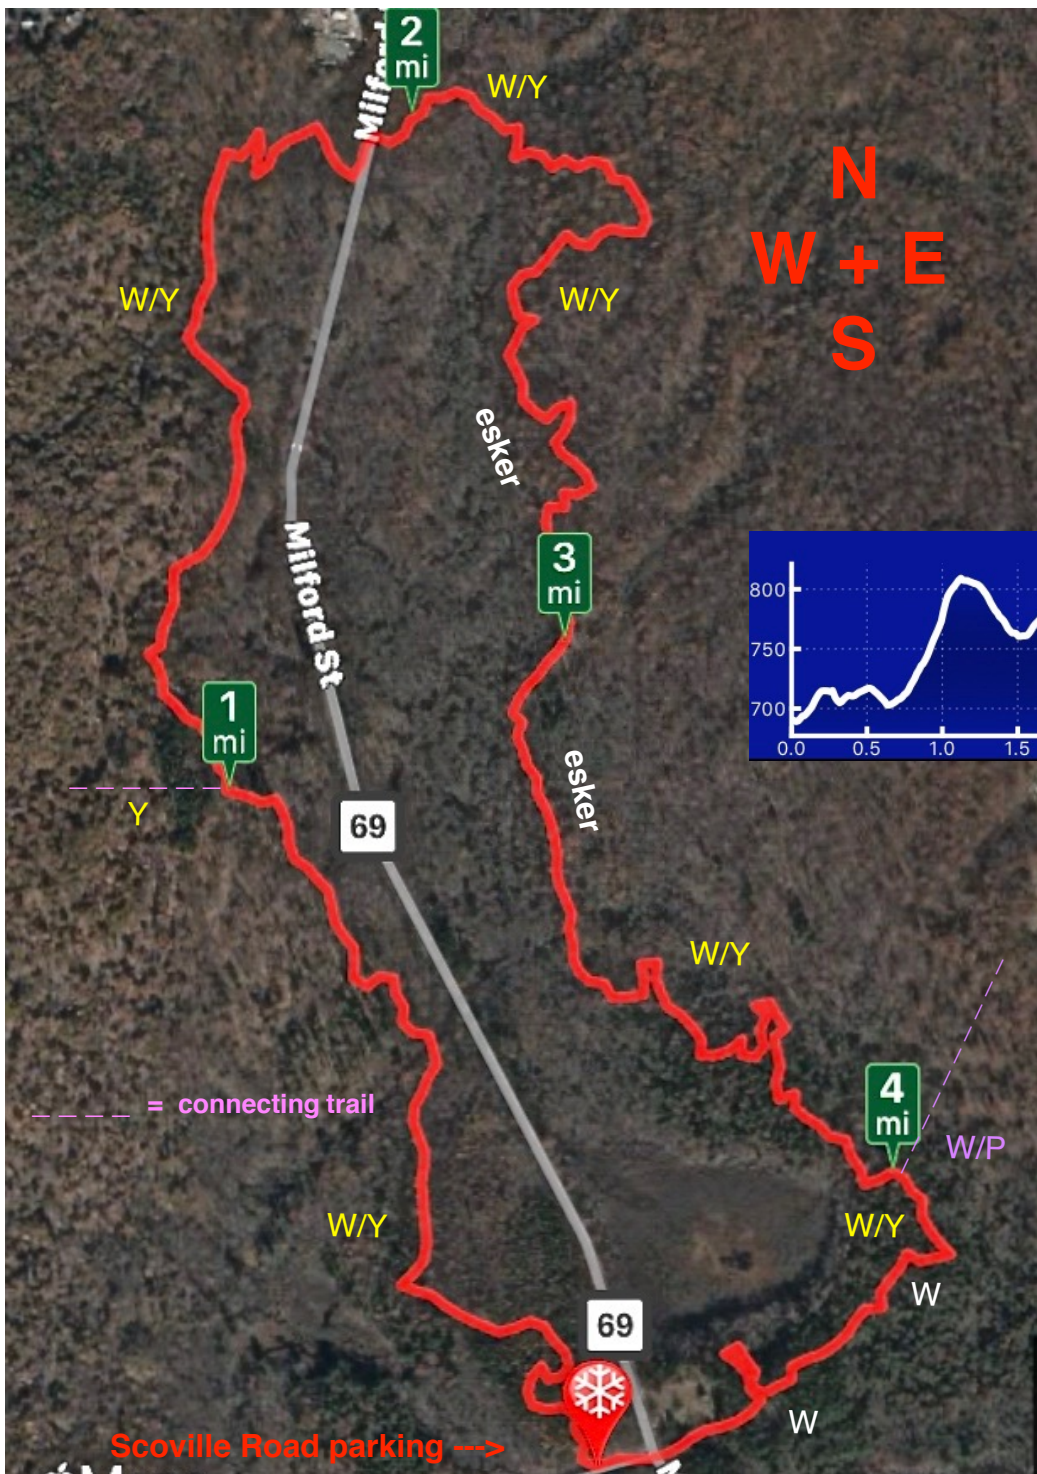 2
mi
Milford
W/Y
N
W + E
S
W/Y
W/Y
esker
Milford St
3
mi
800
750
700
0.0 0.5 1.0 1.5
1
mi
Y
69
esker
W/Y
4
mi
W/P
_ _ _ _ = connecting trail
W/Y
W/Y
W
69
W
Scoville Road parking --->